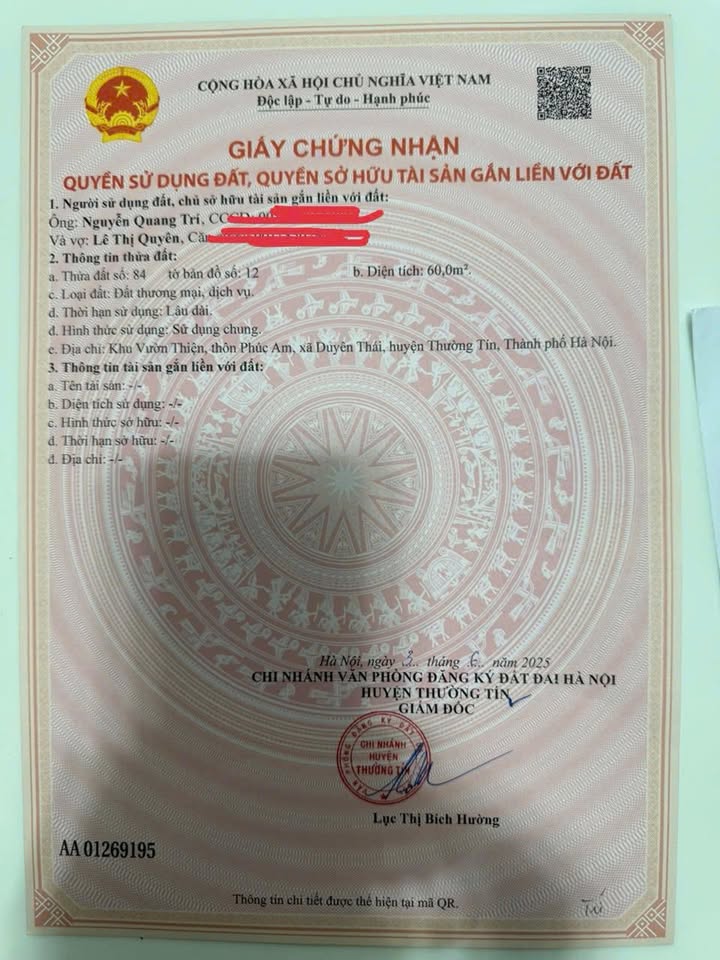 CỘNG HÒA XÃ HỘI CHỦ NGHĨA VIỆT NAM
Độc lập - Tự do - Hạnh phúc
GIẤY CHỨNG NHẬN
QUYỀN SỬ DỤNG ĐẤT, QUYỀN SỞ HỮU TÀI SẢN GẮN LIỀN VỚI ĐẤT
1. Người sử dụng đất, chủ sở hữu tài sản gắn liền với đất:
Ông: Nguyễn Quang Trí,
Và vợ: Lê Thị Quyên,
2. Thông tin thửa đất:
a. Thửa đất số: 84 tờ bản đồ số: 12 b. Diện tích: 60,0m².
c. Loại đất: Đất thương mại, dịch vụ.
d. Thời hạn sử dụng: Lâu dài.
đ. Hình thức sử dụng: Sử dụng chung.
e. Địa chỉ: Khu Vườn Thiện, thôn Phúc Am, xã Duyên Thái, huyện Thường Tín, Thành phố Hà Nội.
3. Thông tin tài sản gắn liền với đất:
a. Tên tài sản: -/-
b. Diện tích sử dụng: -/-
c. Hình thức sở hữu: -/-
d. Thời hạn sở hữu: -/-
đ. Địa chỉ: -/-
Hà Nội, ngày 3.. tháng 6.. năm 2025
CHI NHÁNH VĂN PHÒNG ĐĂNG KÝ ĐẤT ĐAI HÀ NỘI
HUYỆN THƯỜNG TÍN
GIÁM ĐỐC
CHI NHÁNH
HUYỆN
THƯỜNG TÍN
Lục Thị Bích Hường
AA 01269195
Thông tin chi tiết được thể hiện tại mã QR.